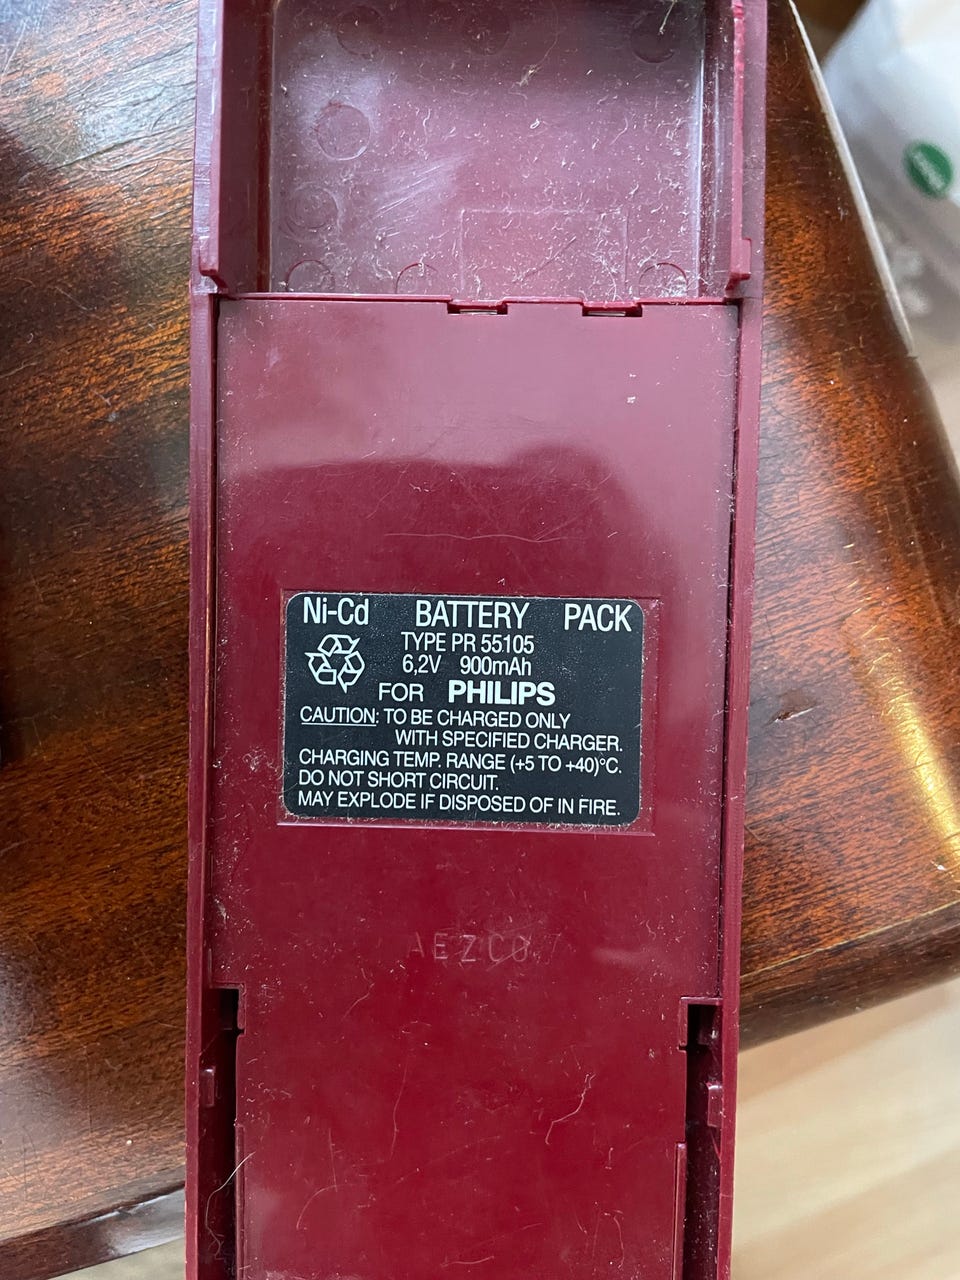 Ni-Cd BATTERY PACK
TYPE PR 55105
6,2V 900mAh
FOR PHILIPS
CAUTION: TO BE CHARGED ONLY
WITH SPECIFIED CHARGER.
CHARGING TEMP. RANGE (+5 TO +40)°C.
DO NOT SHORT CIRCUIT.
MAY EXPLODE IF DISPOSED OF IN FIRE.